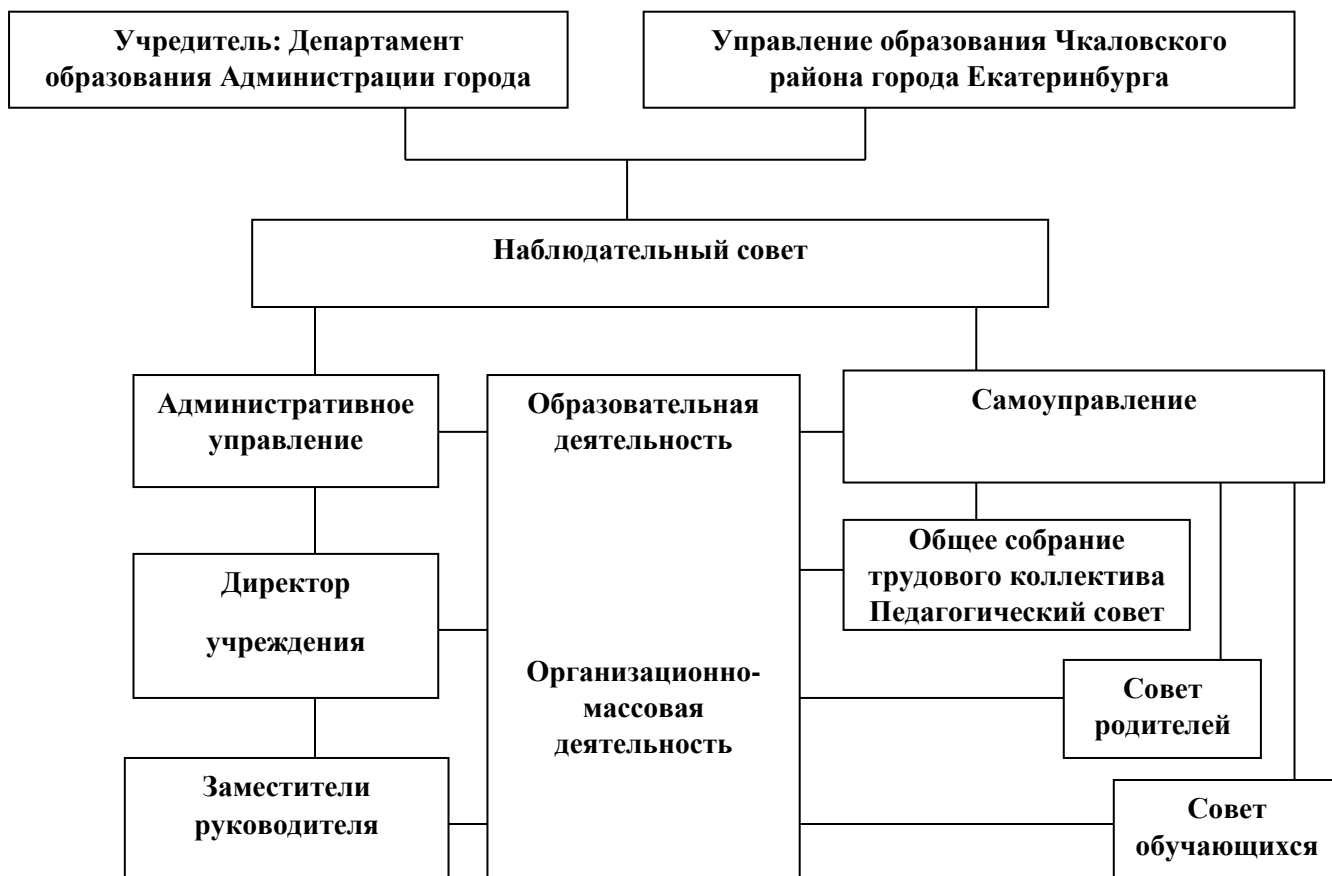 Учредитель: Департамент
образования Администрации города
Управление образования Чкаловского
района города Екатеринбурга
Наблюдательный совет
Административное
управление
Образовательная
деятельность
Самоуправление
Общее собрание
трудового коллектива
Педагогический совет
Директор
учреждения
Организационно-
массовая
деятельность
Совет
родителей
Заместители
руководителя
Совет
обучающихся